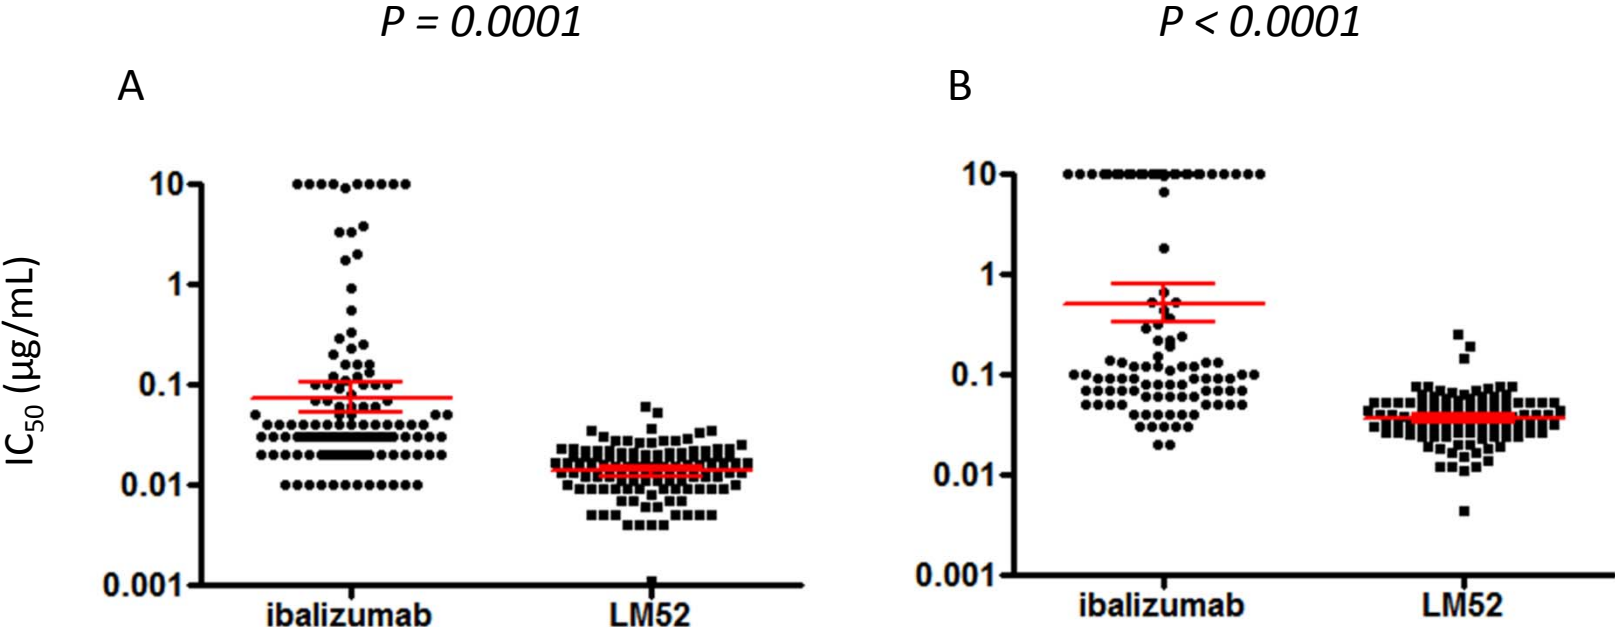 P = 0.0001
P < 0.0001
A
B
IC50 (μg/mL)
10
1
0.1
0.01
0.001
ibalizumab
LM52
10
1
0.1
0.01
0.001
ibalizumab
LM52